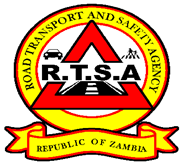 ROAD TRANSPORT AND SAFETY AGENCY
R.T.S.A
REPUBLIC OF ZAMBIA